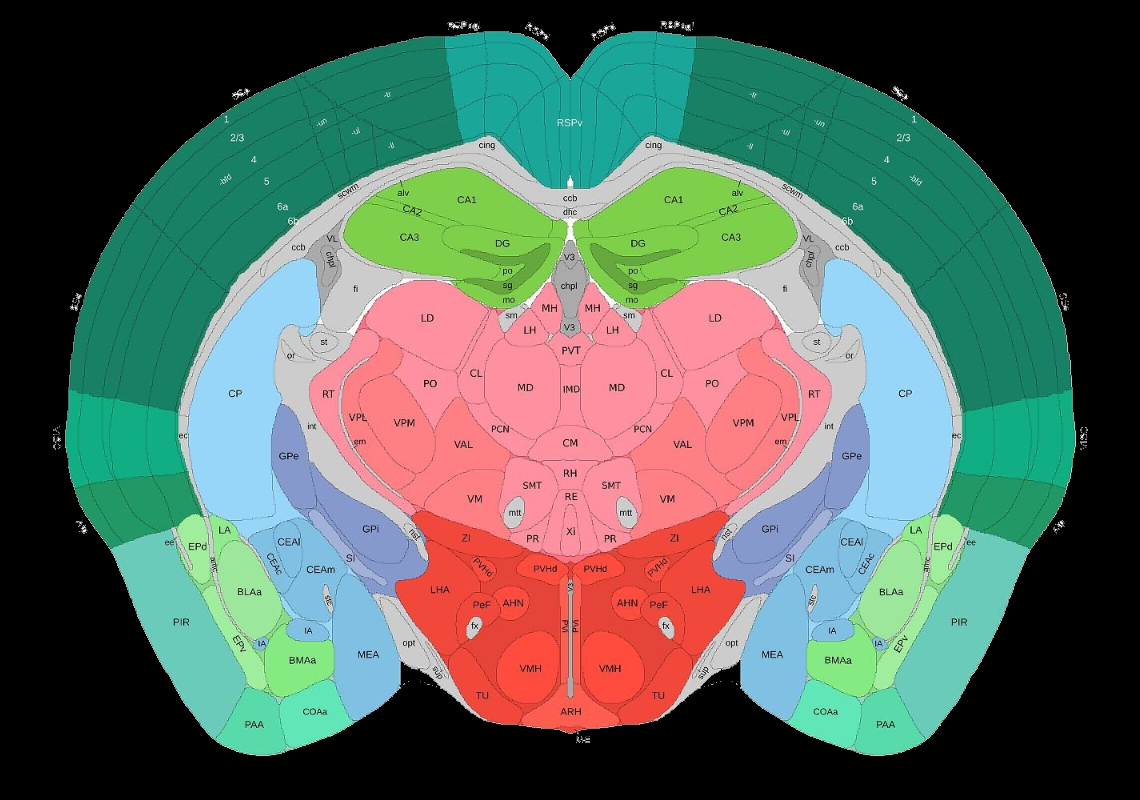 RSPv
cing cing
-tr -tr
1 1
-un -ul -ll -ll -ul -un
2/3 2/3
4 4
-bfd 5 5 -bfd
6a 6a
6b 6b
scwm alv CA1 ccb CA1 alv scwm
CA2 dhc CA2
ccb VL CA3 DG DG CA3 VL ccb
chpl po V3 po chpl
fi sg chpl sg fi
mo mo
MH MH
sm sm
LD LH V3 LH LD
st PVT st
or or
CP RT PO CL MD IMD MD CL PO RT CP
int VPL VPM VPM VPL int
ec em VAL PCN CM PCN VAL em ec
GPe RH GPe
SMT SMT
VM RE VM
mtt mtt
GPi nst Xi nst GPi
LA ZI PR PR ZI LA
ee EPd CEAl SI SI CEAl EPd ee
amc CEAc CEAm PVHd PVHd PVHd PVHd CEAm CEAc amc
BLAa LHA V3 LHA BLAa
stc PeF AHN AHN PeF stc
PIR fx PVi PVi fx PIR
IA IA
EPv IA opt opt IA EPv
BMAa MEA VMH VMH MEA BMAa
sup sup
TU TU
PAA COAa ARH COAa PAA
ME